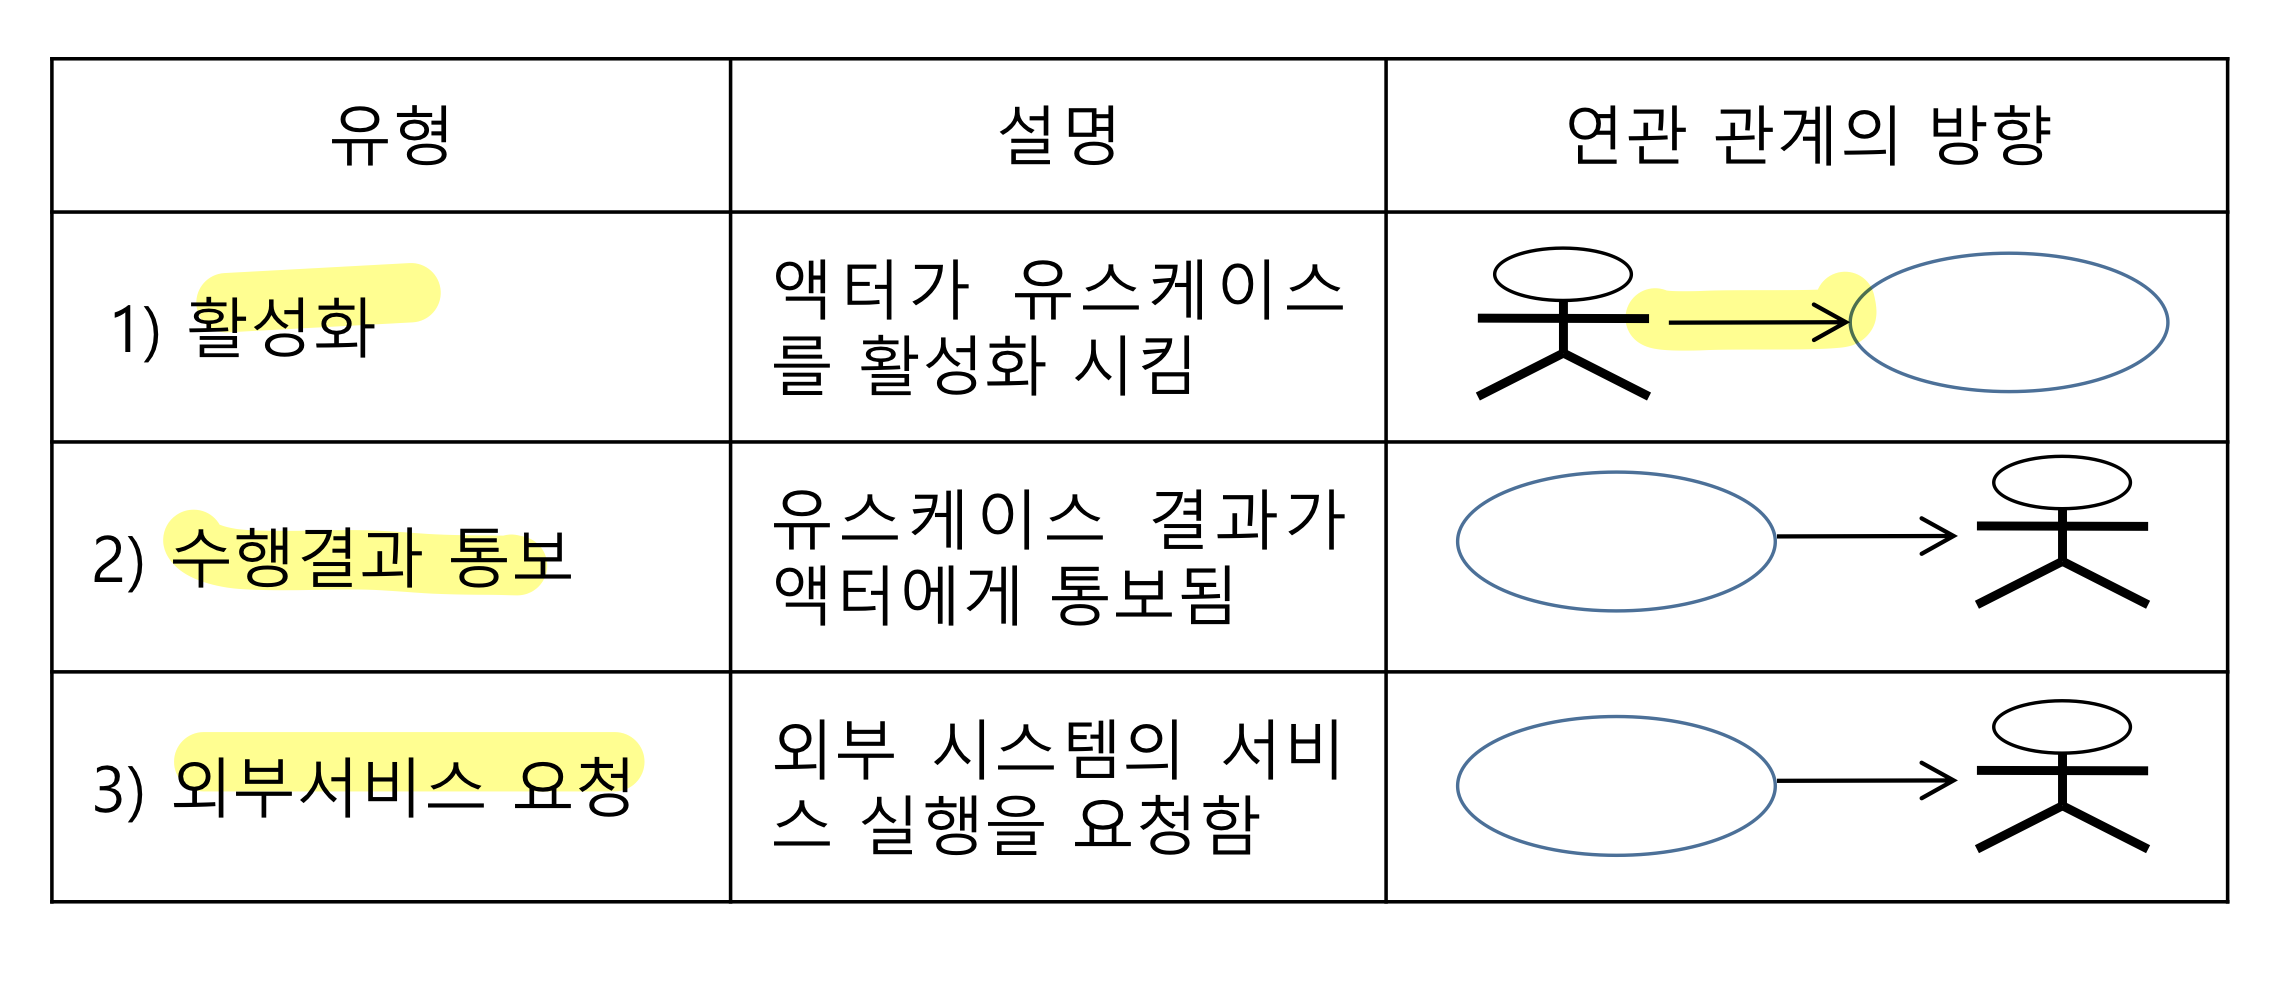 유형
설명
연관 관계의 방향
1) 활성화
액터가 유스케이스
를 활성화 시킴
2) 수행결과 통보
유스케이스 결과가
액터에게 통보됨
3) 외부서비스 요청
외부 시스템의 서비
스 실행을 요청함